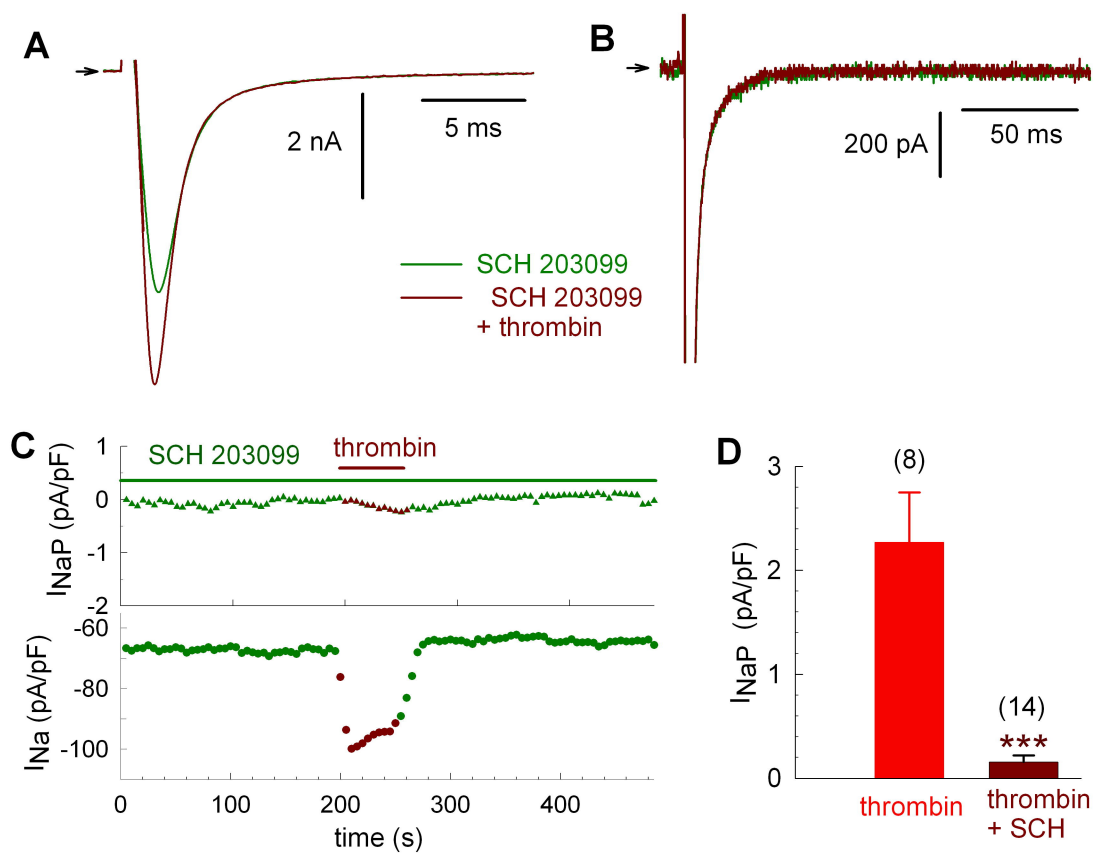 A
B
2 nA
5 ms
200 pA
50 ms
SCH 203099
SCH 203099
+ thrombin
C
SCH 203099
thrombin
INaP (pA/pF)
1
0
-1
-2
INa (pA/pF)
-60
-80
-100
0
100
200
300
400
time (s)
D
INaP (pA/pF)
3
2
1
0
(8)
(14)
***
thrombin
thrombin
+ SCH